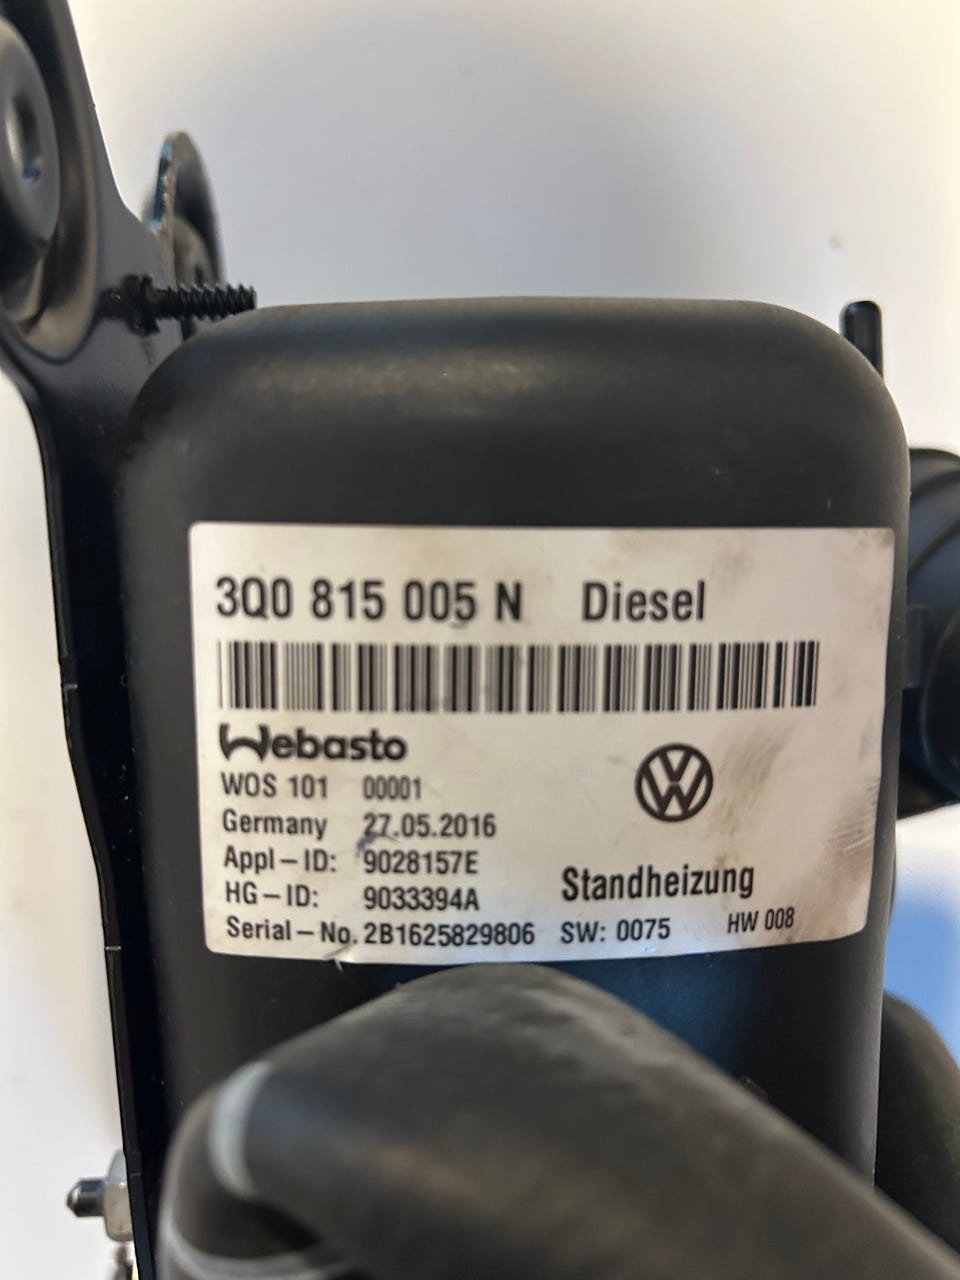 3Q0 815 005 N Diesel
Webasto
WOS 101 00001
Germany 27.05.2016
Appl-ID: 9028157E
HG-ID: 9033394A
Standheizung
Serial-No. 2B1625829806 SW: 0075 HW 008